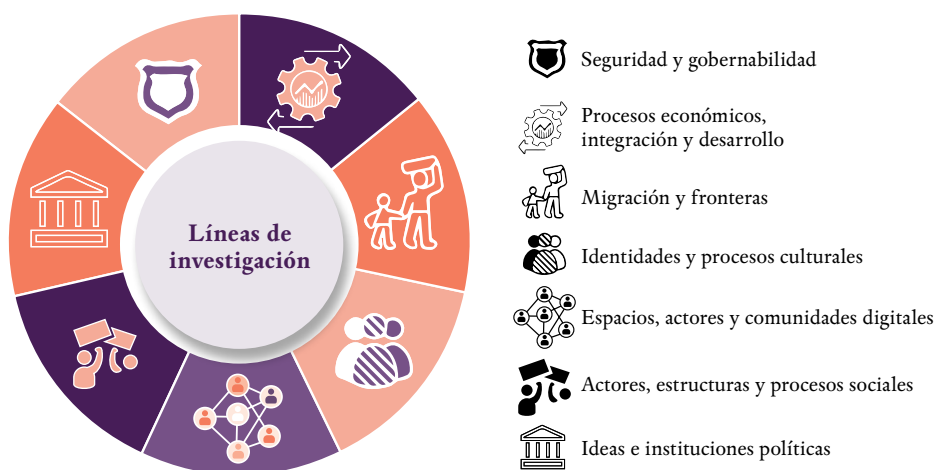 Líneas de
investigación
Seguridad y gobernabilidad
Procesos económicos,
integración y desarrollo
Migración y fronteras
Identidades y procesos culturales
Espacios, actores y comunidades digitales
Actores, estructuras y procesos sociales
Ideas e instituciones políticas